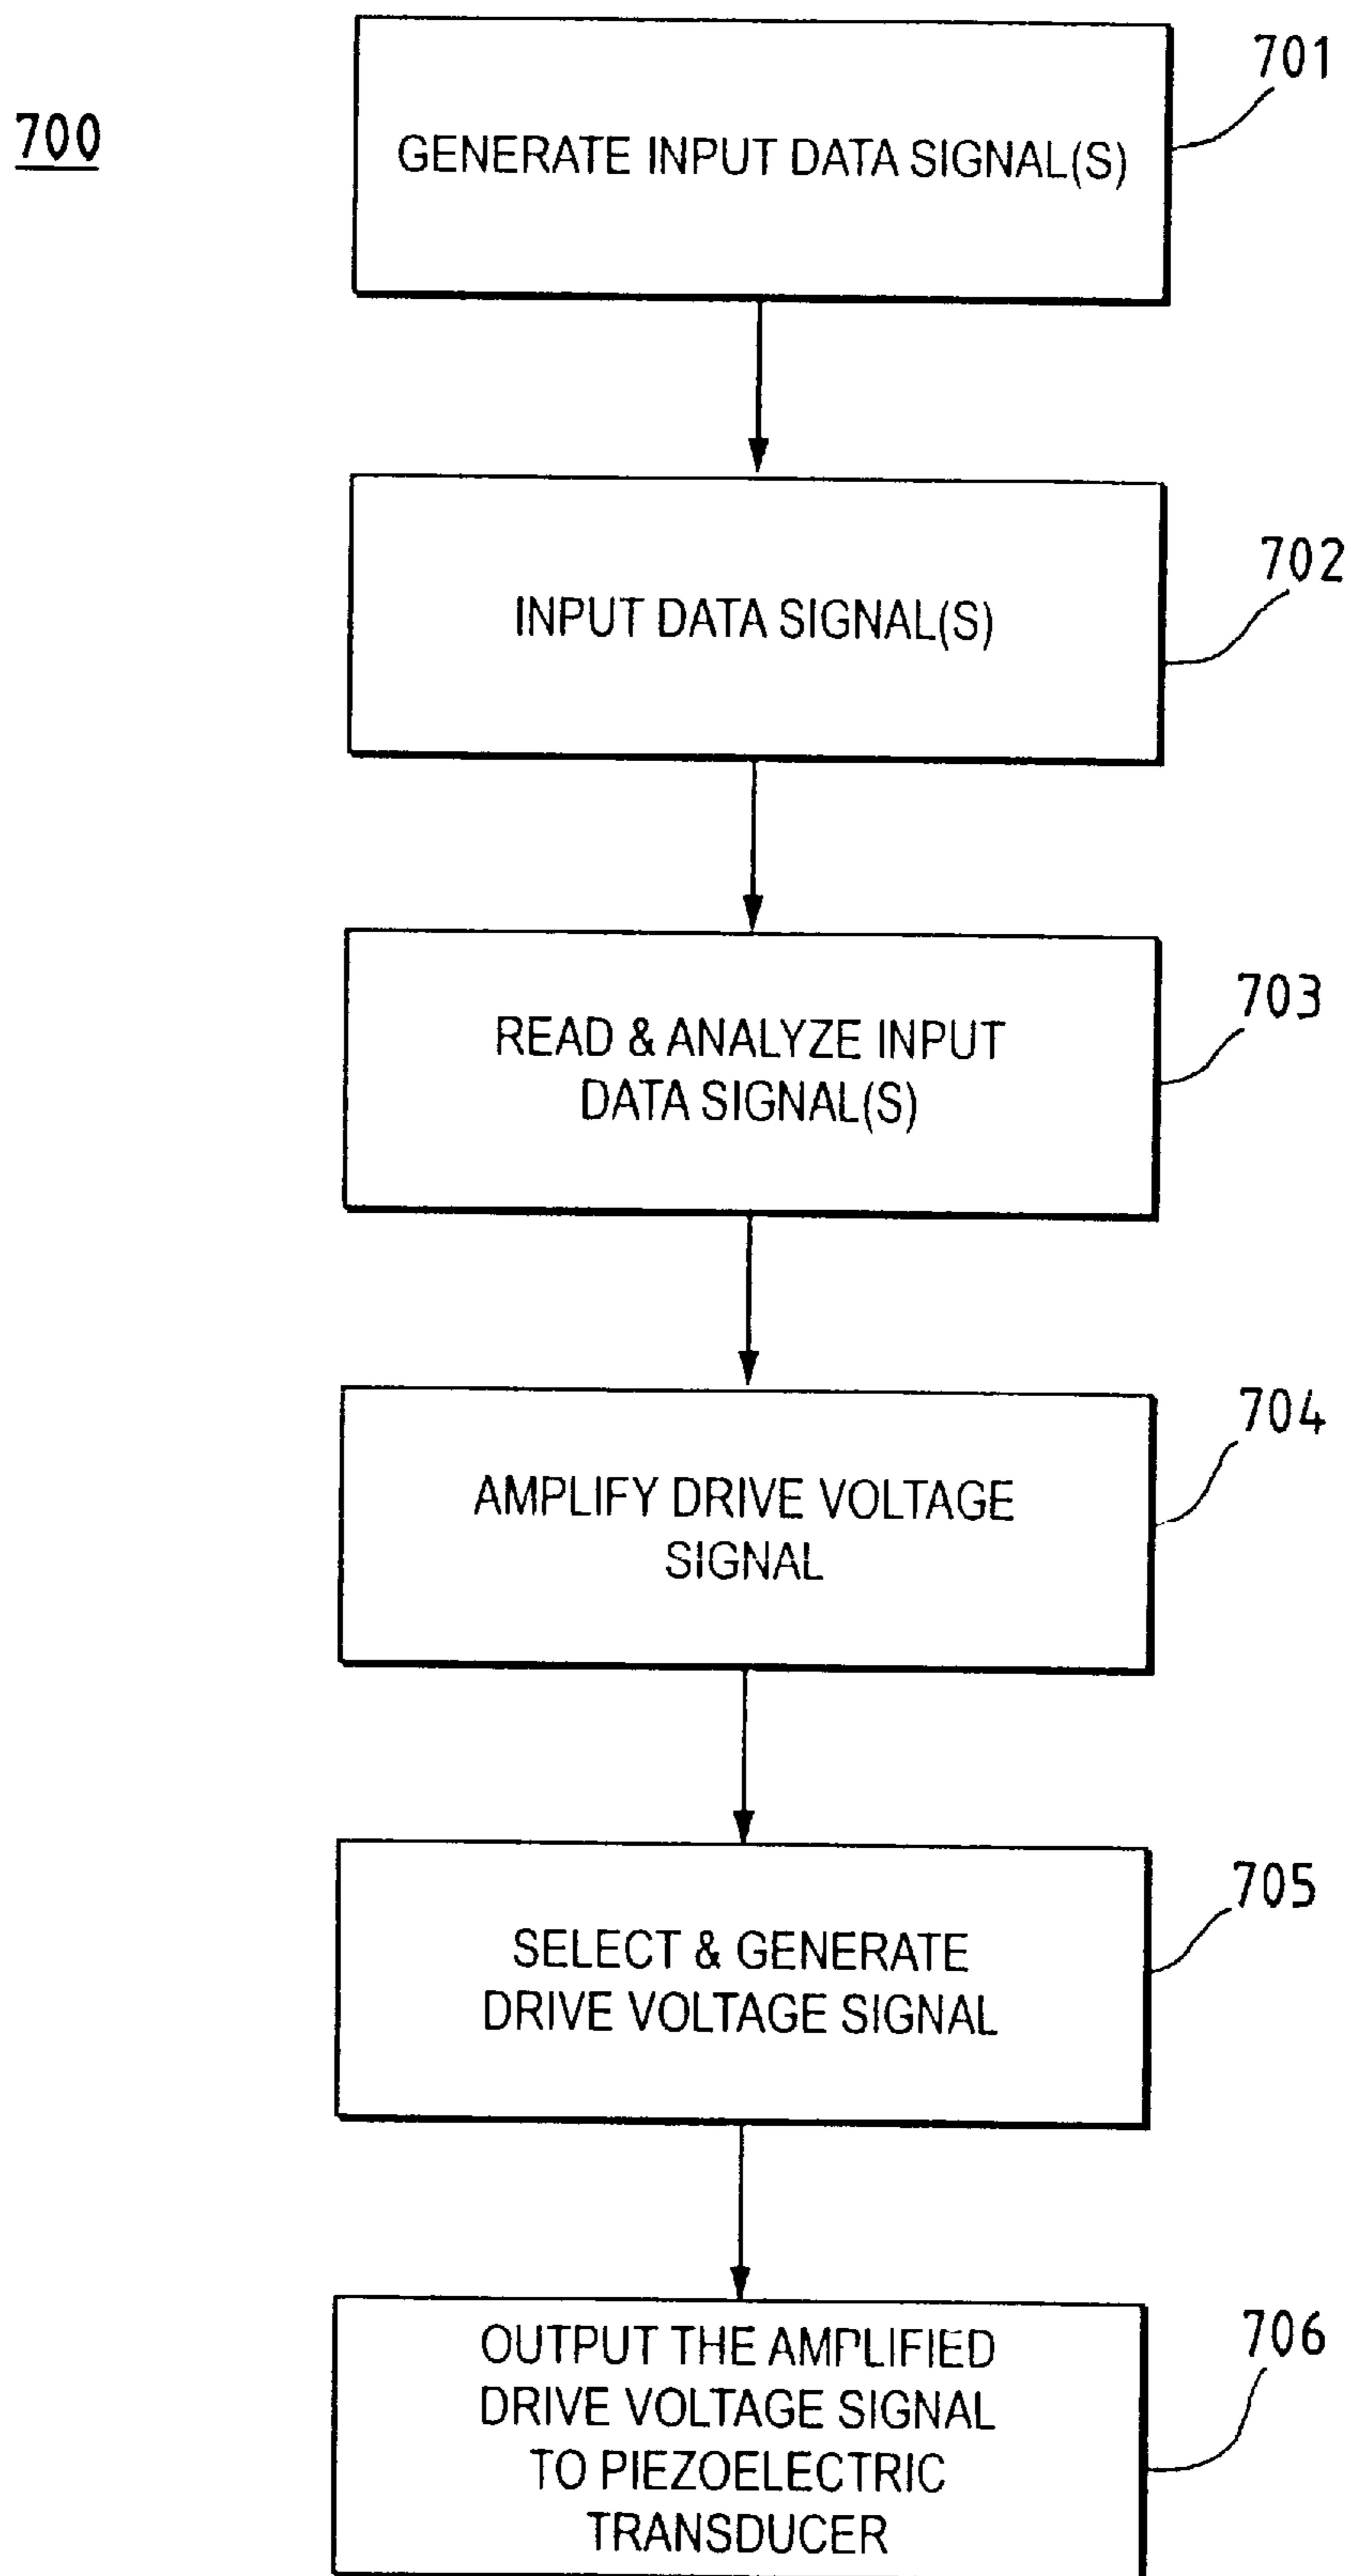 700
701
GENERATE INPUT DATA SIGNAL(S)
702
INPUT DATA SIGNAL(S)
703
READ & ANALYZE INPUT
DATA SIGNAL(S)
704
AMPLIFY DRIVE VOLTAGE
SIGNAL
705
SELECT & GENERATE
DRIVE VOLTAGE SIGNAL
706
OUTPUT THE AMPLIFIED
DRIVE VOLTAGE SIGNAL
TO PIEZOELECTRIC
TRANSDUCER